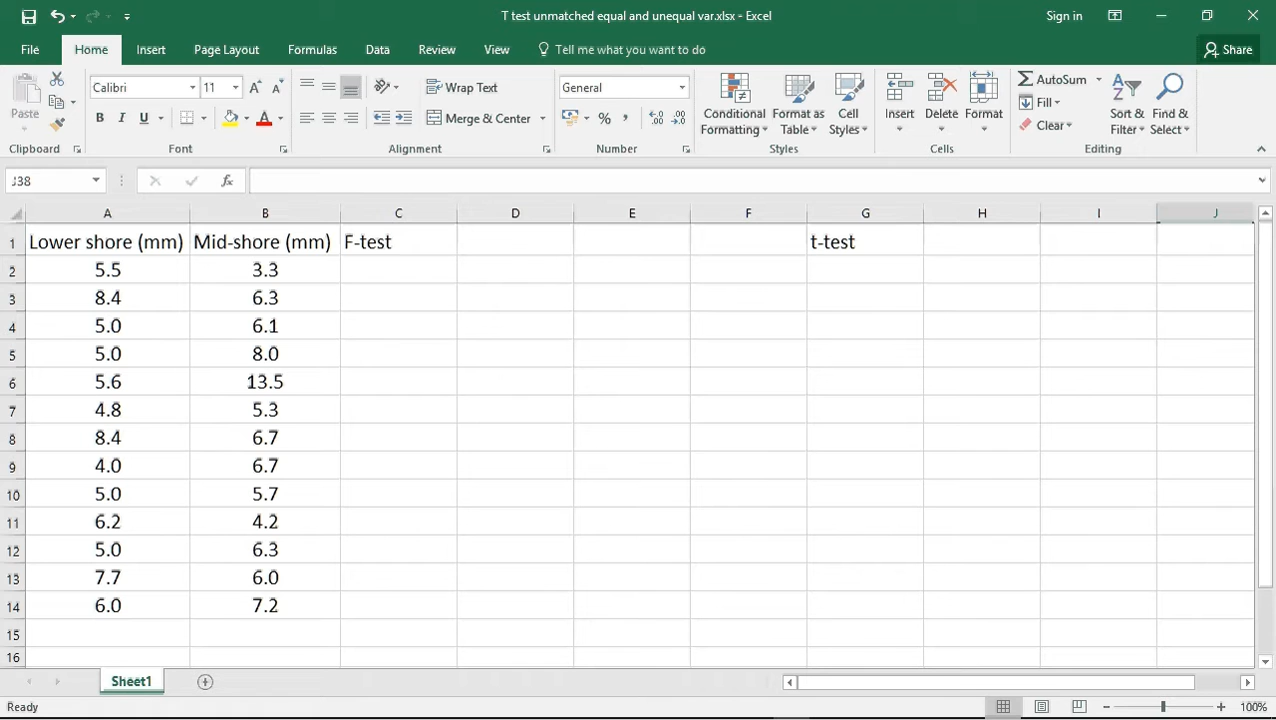 T test unmatched equal and unequal var.xlsx - Excel
Sign in
File Home Insert Page Layout Formulas Data Review View Tell me what you want to do Share
Paste
Calibri 11 A A
B I U A
Wrap Text
Merge & Center
General
% ,
Conditional Formatting
Format as Table
Cell Styles
Insert
Delete
Format
AutoSum
Fill
Clear
Sort & Filter
Find & Select
Clipboard Font Alignment Number Styles Cells Editing
J38 fx
A B C D E F G H I J
1 Lower shore (mm) Mid-shore (mm) F-test t-test
2 5.5 3.3
3 8.4 6.3
4 5.0 6.1
5 5.0 8.0
6 5.6 13.5
7 4.8 5.3
8 8.4 6.7
9 4.0 6.7
10 5.0 5.7
11 6.2 4.2
12 5.0 6.3
13 7.7 6.0
14 6.0 7.2
15
16
Sheet1
Ready 100%